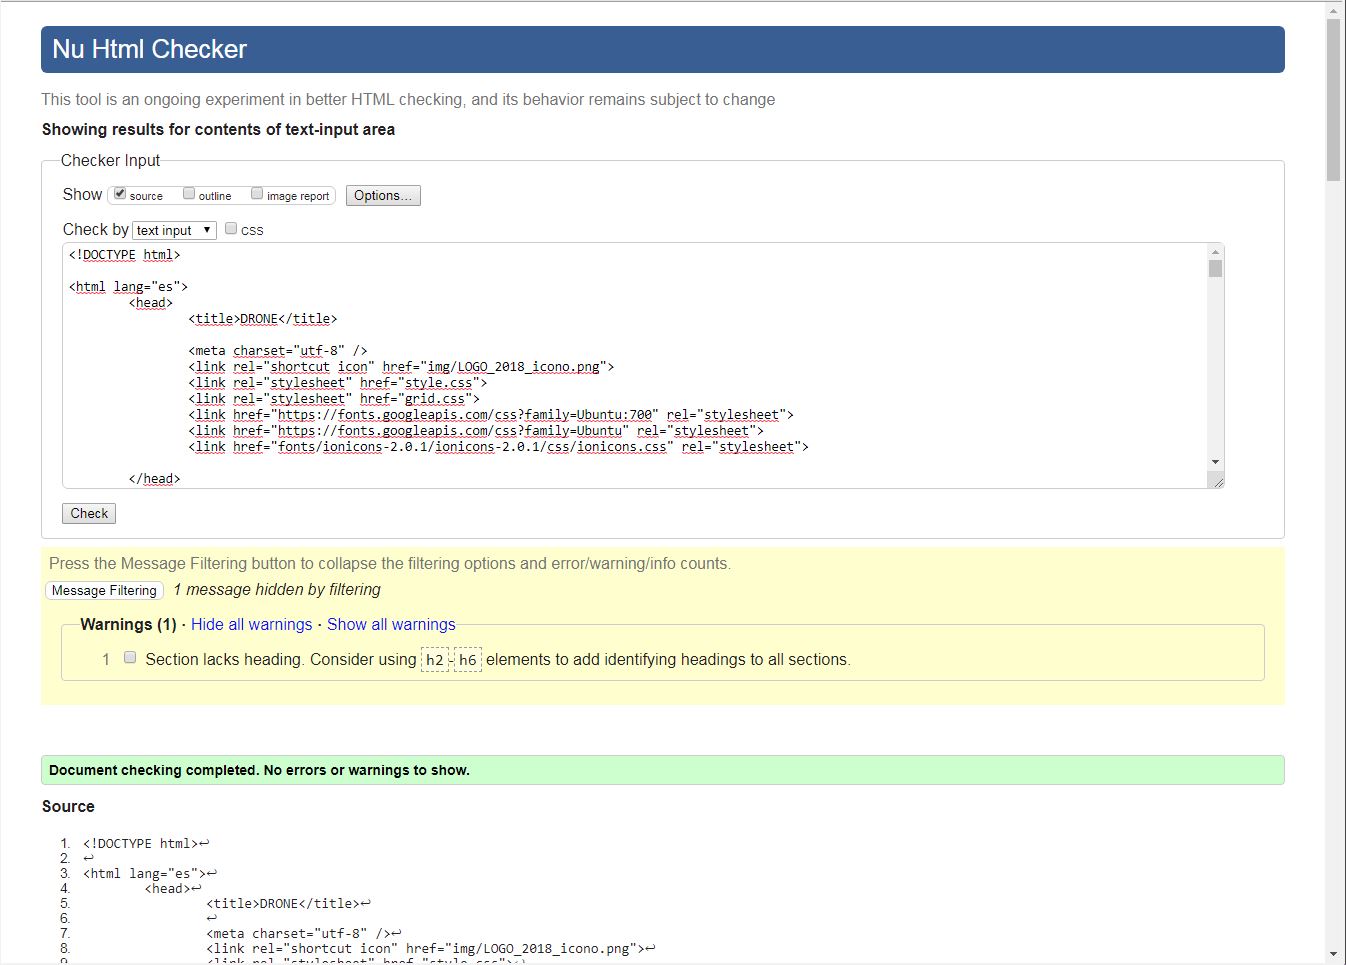 Nu Html Checker
This tool is an ongoing experiment in better HTML checking, and its behavior remains subject to change
Showing results for contents of text-input area
Checker Input
Show source outline image report Options...
Check by text input css
<!DOCTYPE html>
<html lang="es">
<head>
<title>DRONE</title>
<meta charset="utf-8" />
<link rel="shortcut icon" href="img/LOGO_2018_icono.png">
<link rel="stylesheet" href="style.css">
<link rel="stylesheet" href="grid.css">
<link href="https://fonts.googleapis.com/css?family=Ubuntu:700" rel="stylesheet">
<link href="https://fonts.googleapis.com/css?family=Ubuntu" rel="stylesheet">
<link href="fonts/ionicons-2.0.1/ionicons-2.0.1/css/ionicons.css" rel="stylesheet">
</head>
Check
Press the Message Filtering button to collapse the filtering options and error/warning/info counts.
Message Filtering 1 message hidden by filtering
Warnings (1) · Hide all warnings · Show all warnings
1 Section lacks heading. Consider using h2-h6 elements to add identifying headings to all sections.
Document checking completed. No errors or warnings to show.
Source
1. <!DOCTYPE html>↩
2. ↩
3. <html lang="es">↩
4. <head>↩
5. <title>DRONE</title>↩
6. ↩
7. <meta charset="utf-8" />↩
8. <link rel="shortcut icon" href="img/LOGO_2018_icono.png">↩
9. <link rel="stylesheet" href="style.css">↩